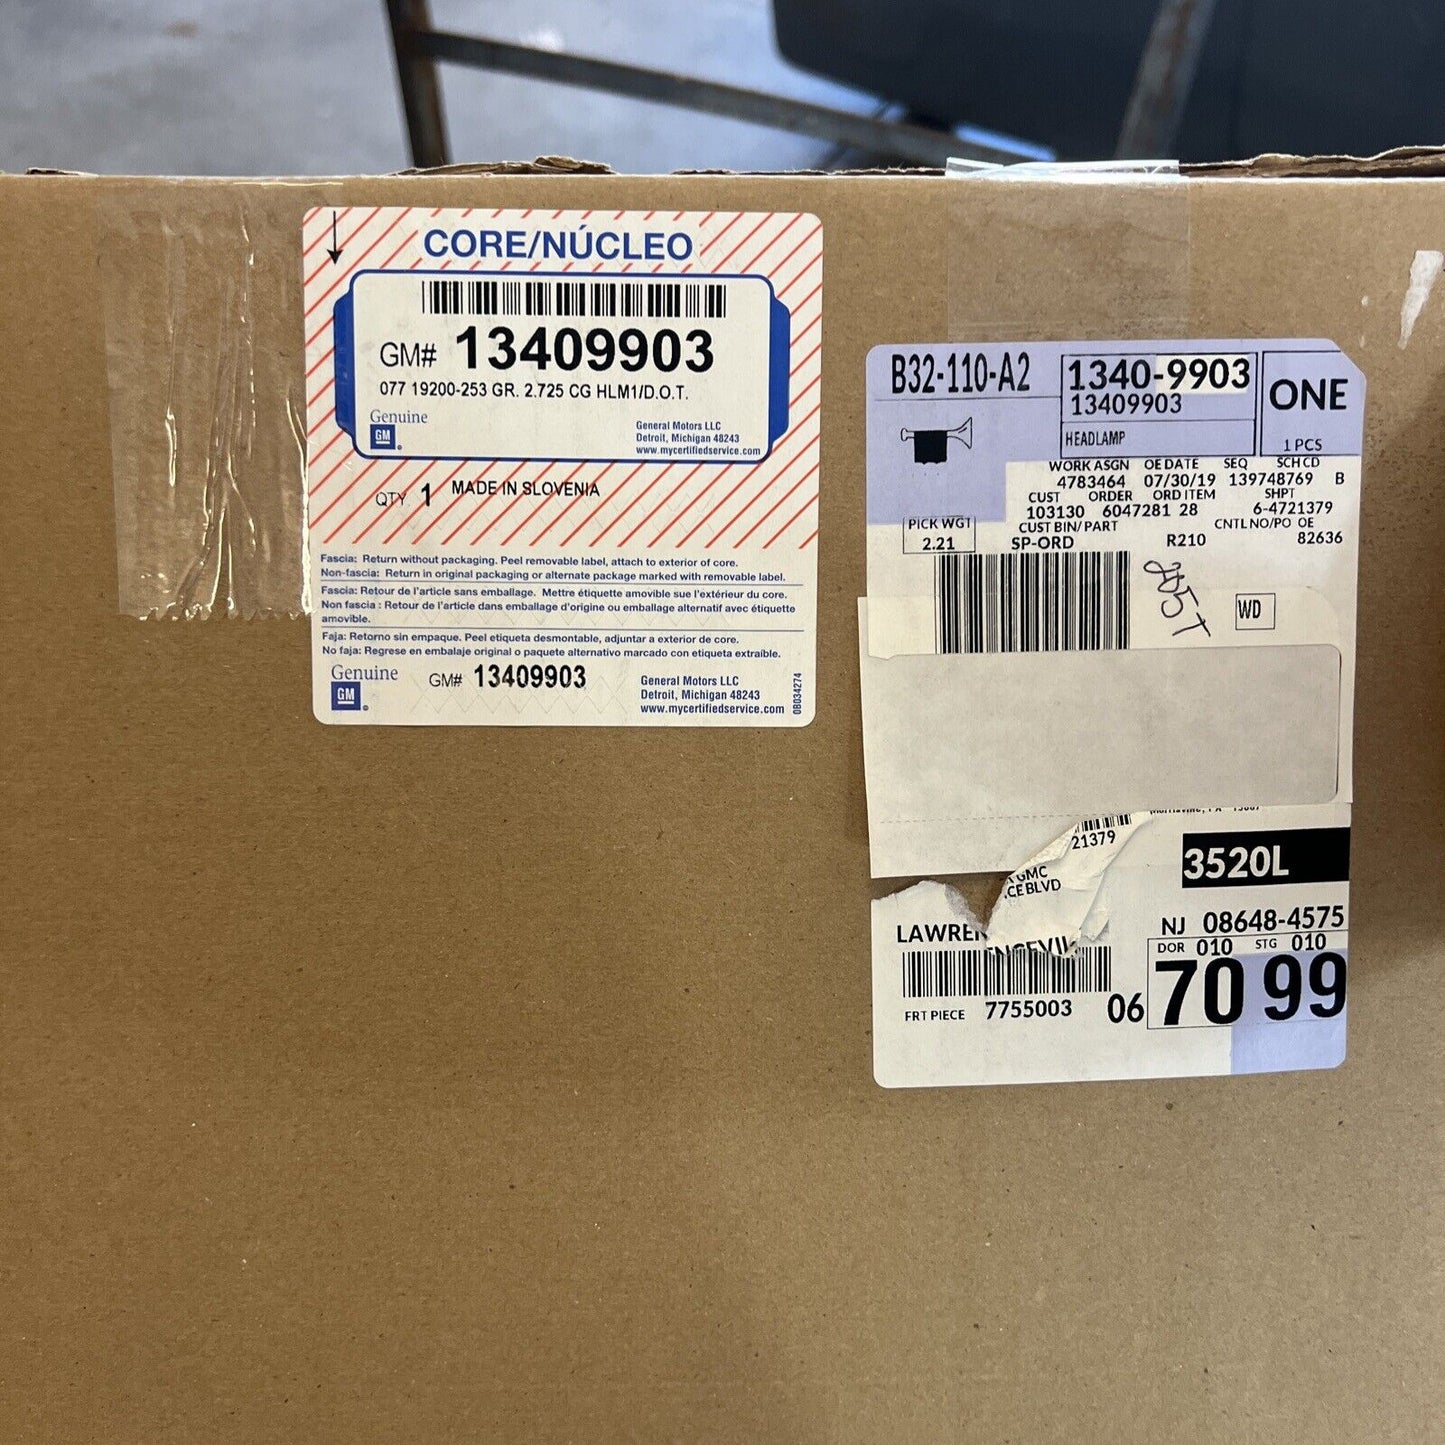 CORE/NÚCLEO
GM# 13409903
077 19200-253 GR. 2.725 CG HLM1/D.O.T.
Genuine
GM
General Motors LLC
Detroit, Michigan 48243
www.mycertifiedservice.com
QTY 1 MADE IN SLOVENIA
Fascia: Return without packaging. Peel removable label, attach to exterior of core.
Non-fascia: Return in original packaging or alternate package marked with removable label.
Fascia: Retour de l'article sans emballage. Mettre étiquette amovible sue l'extérieur du core.
Non fascia : Retour de l'article dans emballage d'origine ou emballage alternatif avec étiquette
amovible.
Faja: Retorno sin empaque. Peel etiqueta desmontable, adjuntar a exterior de core.
No faja: Regrese en embalaje original o paquete alternativo marcado con etiqueta extraíble.
Genuine
GM
GM# 13409903
General Motors LLC
Detroit, Michigan 48243
www.mycertifiedservice.com
0B034274
B32-110-A2
1340-9903
13409903
HEADLAMP
ONE
1 PCS
WORK ASGN OE DATE SEQ SCH CD
4783464 07/30/19 139748769 B
CUST ORDER ORD ITEM SHPT
103130 6047281 28 6-4721379
PICK WGT CUST BIN/PART CNTL NO/PO OE
2.21 SP-ORD R210 82636
WD
21379
GMC
CE BLVD
3520L
LAWREN
NJ 08648-4575
DOR 010 STG 010
FRT PIECE 7755003 06 70 99